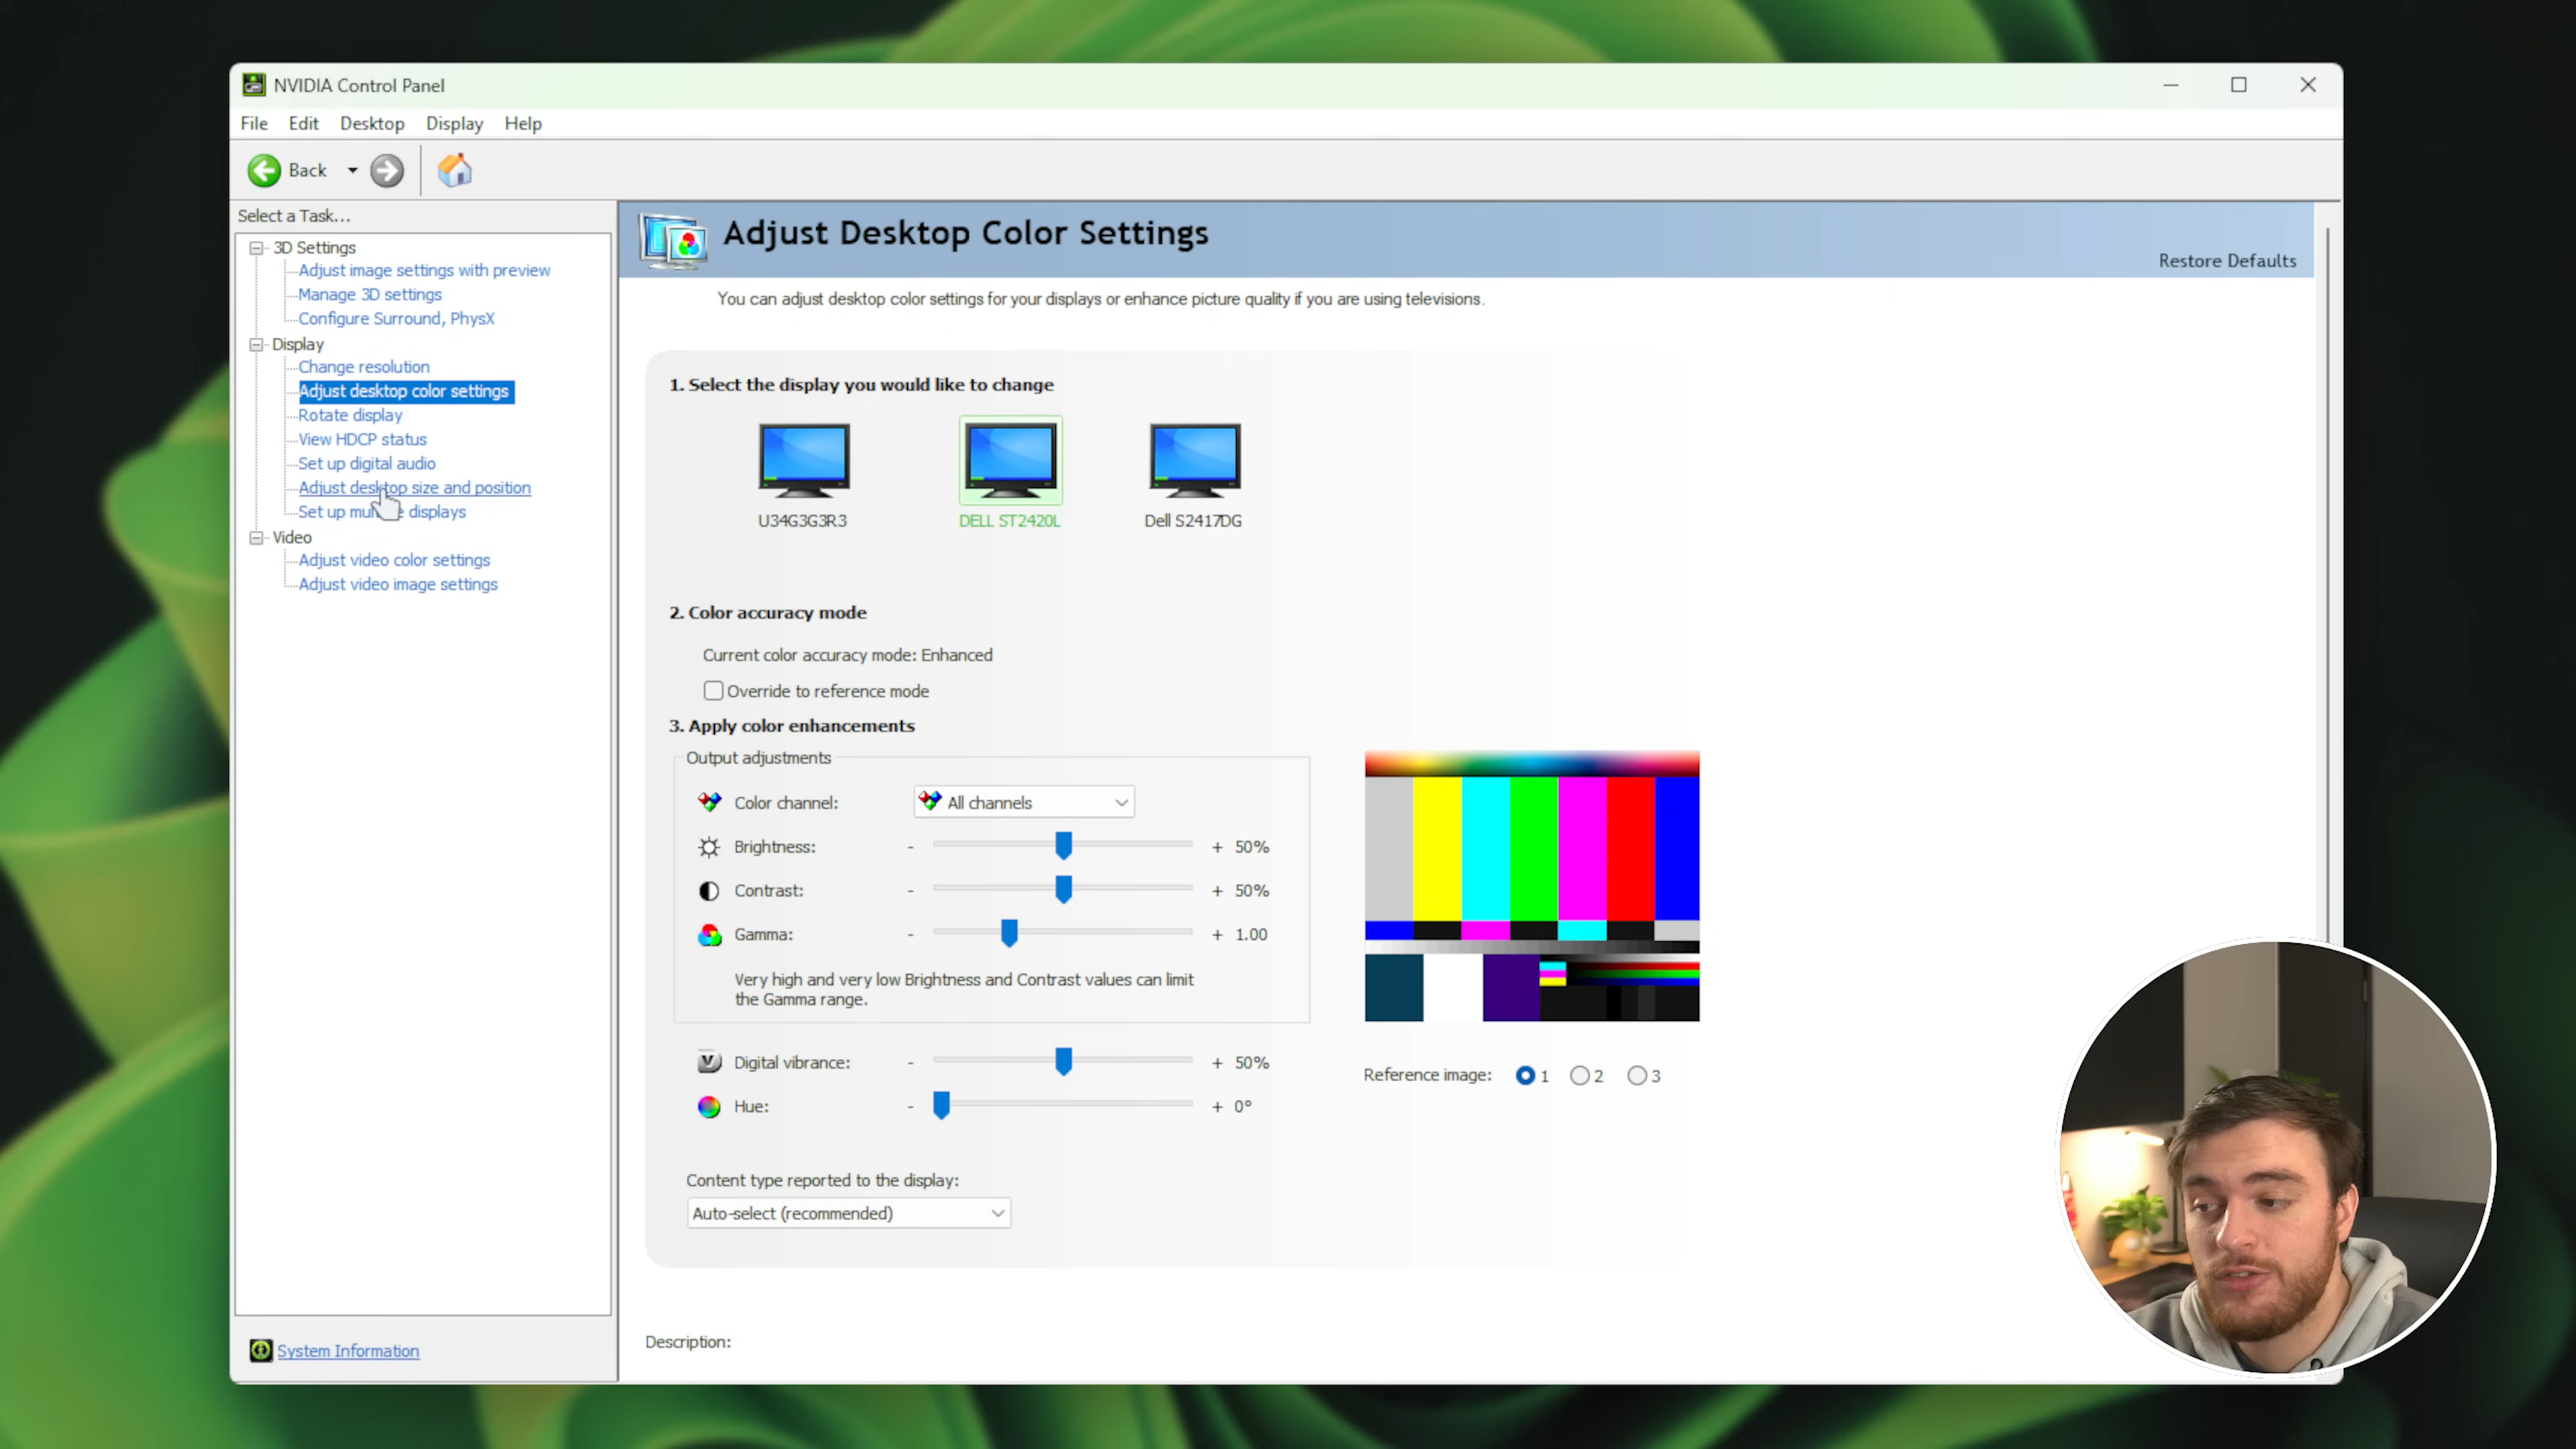 NVIDIA Control Panel
File Edit Desktop Display Help
Back
Select a Task...
3D Settings
Adjust image settings with preview
Manage 3D settings
Configure Surround, PhysX
Display
Change resolution
Adjust desktop color settings
Rotate display
View HDCP status
Set up digital audio
Adjust desktop size and position
Set up displays
Video
Adjust video color settings
Adjust video image settings
System Information
Adjust Desktop Color Settings
Restore Defaults
You can adjust desktop color settings for your displays or enhance picture quality if you are using televisions.
1. Select the display you would like to change
U34G3G3R3 DELL ST2420L Dell S2417DG
2. Color accuracy mode
Current color accuracy mode: Enhanced
Override to reference mode
3. Apply color enhancements
Output adjustments
Color channel: All channels
Brightness: - + 50%
Contrast: - + 50%
Gamma: - + 1.00
Very high and very low Brightness and Contrast values can limit
the Gamma range.
Digital vibrance: - + 50%
Hue: - + 0°
Reference image: 1 2 3
Content type reported to the display:
Auto-select (recommended)
Description: